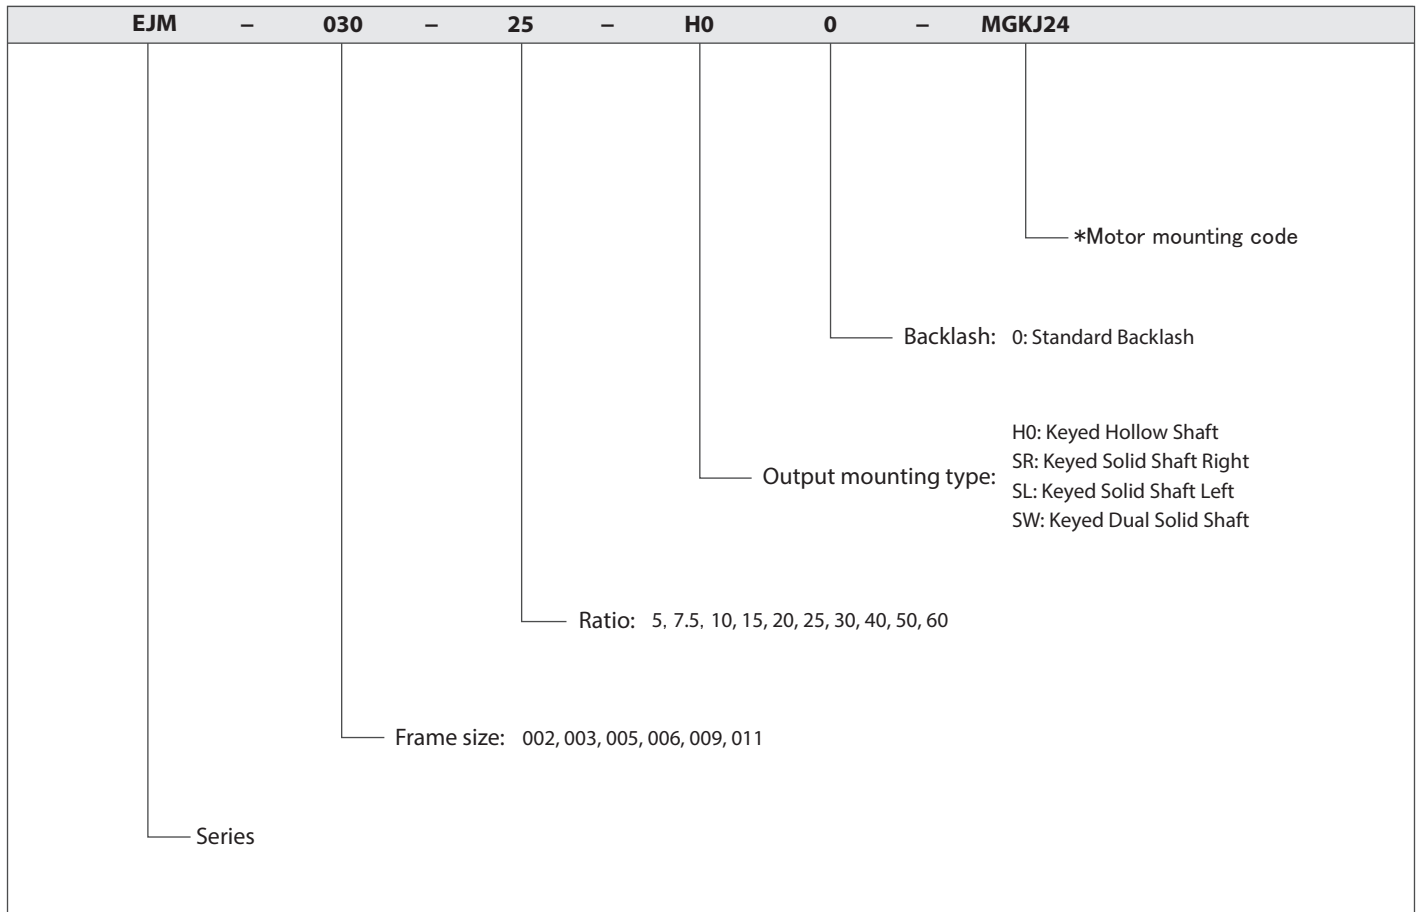 EJM – 030 – 25 – H0 0 – MGKJ24
*Motor mounting code
Backlash: 0: Standard Backlash
H0: Keyed Hollow Shaft
SR: Keyed Solid Shaft Right
Output mounting type:
SL: Keyed Solid Shaft Left
SW: Keyed Dual Solid Shaft
Ratio: 5, 7.5, 10, 15, 20, 25, 30, 40, 50, 60
Frame size: 002, 003, 005, 006, 009, 011
Series